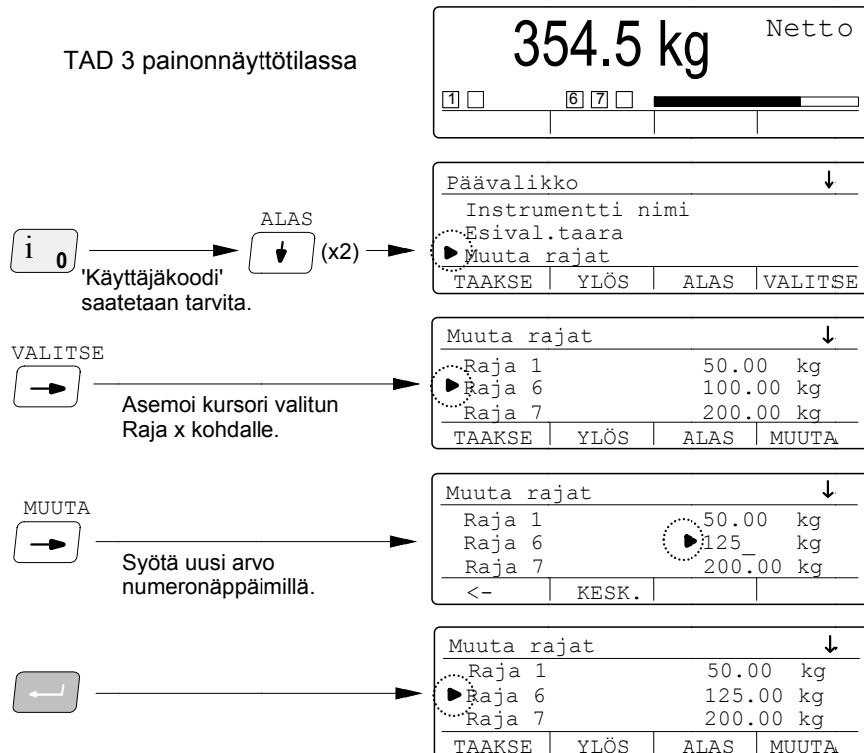 TAD 3 painonnäyttötilassa
354.5 kg Netto
1 6 7
Päävalikko ↓
Instrumentti nimi
Esival.taara
Muuta rajat
TAAKSE YLÖS ALAS VALITSE
i 0
ALAS
(x2)
'Käyttäjäkoodi'
saatetaan tarvita.
VALITSE
Asemoi kursori valitun
Raja x kohdalle.
Muuta rajat ↓
Raja 1 50.00 kg
Raja 6 100.00 kg
Raja 7 200.00 kg
TAAKSE YLÖS ALAS MUUTA
MUUTA
Syötä uusi arvo
numeronäppäimillä.
Muuta rajat ↓
Raja 1 50.00 kg
Raja 6 125_ kg
Raja 7 200.00 kg
<- KESK.
Muuta rajat ↓
Raja 1 50.00 kg
Raja 6 125.00 kg
Raja 7 200.00 kg
TAAKSE YLÖS ALAS MUUTA